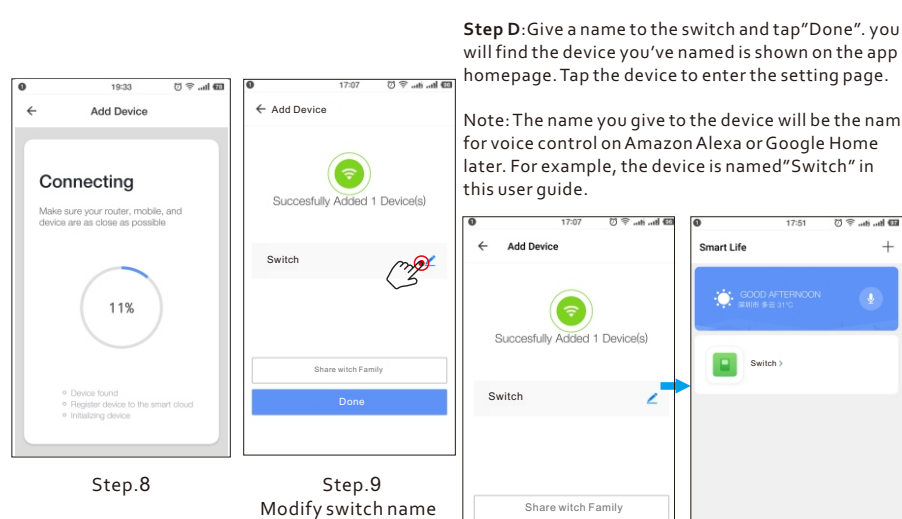 Step D:Give a name to the switch and tap"Done". you
will find the device you've named is shown on the app
homepage. Tap the device to enter the setting page.
Note: The name you give to the device will be the nam
for voice control on Amazon Alexa or Google Home
later. For example, the device is named"Switch" in
this user guide.
19:33
Add Device
Connecting
Make sure your router, mobile, and
device are as close as possible
11%
Device found
Register device to the smart cloud
Initializing device
Step.8
17:07
Add Device
Succesfully Added 1 Device(s)
Switch
Share witch Family
Done
Step.9
Modify switch name
17:07
Add Device
Succesfully Added 1 Device(s)
Switch
Share witch Family
17:51
Smart Life
GOOD AFTERNOON
深圳市 多云 31°C
Switch >